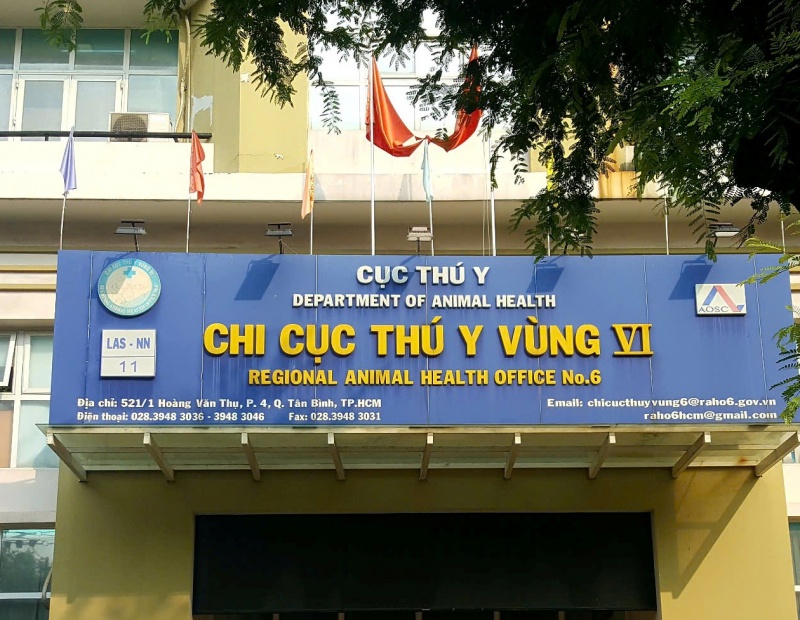 CỤC THÚ Y
DEPARTMENT OF ANIMAL HEALTH
CHI CỤC THÚ Y VÙNG VI
REGIONAL ANIMAL HEALTH OFFICE No.6
LAS - NN
11
AOSC
Địa chỉ: 521/1 Hoàng Văn Thụ, P. 4, Q. Tân Bình, TP.HCM
Điện thoại: 028.3948 3036 - 3948 3046 Fax: 028.3948 3031
Email: chicucthuyvung6@raho6.gov.vn
raho6hcm@gmail.com